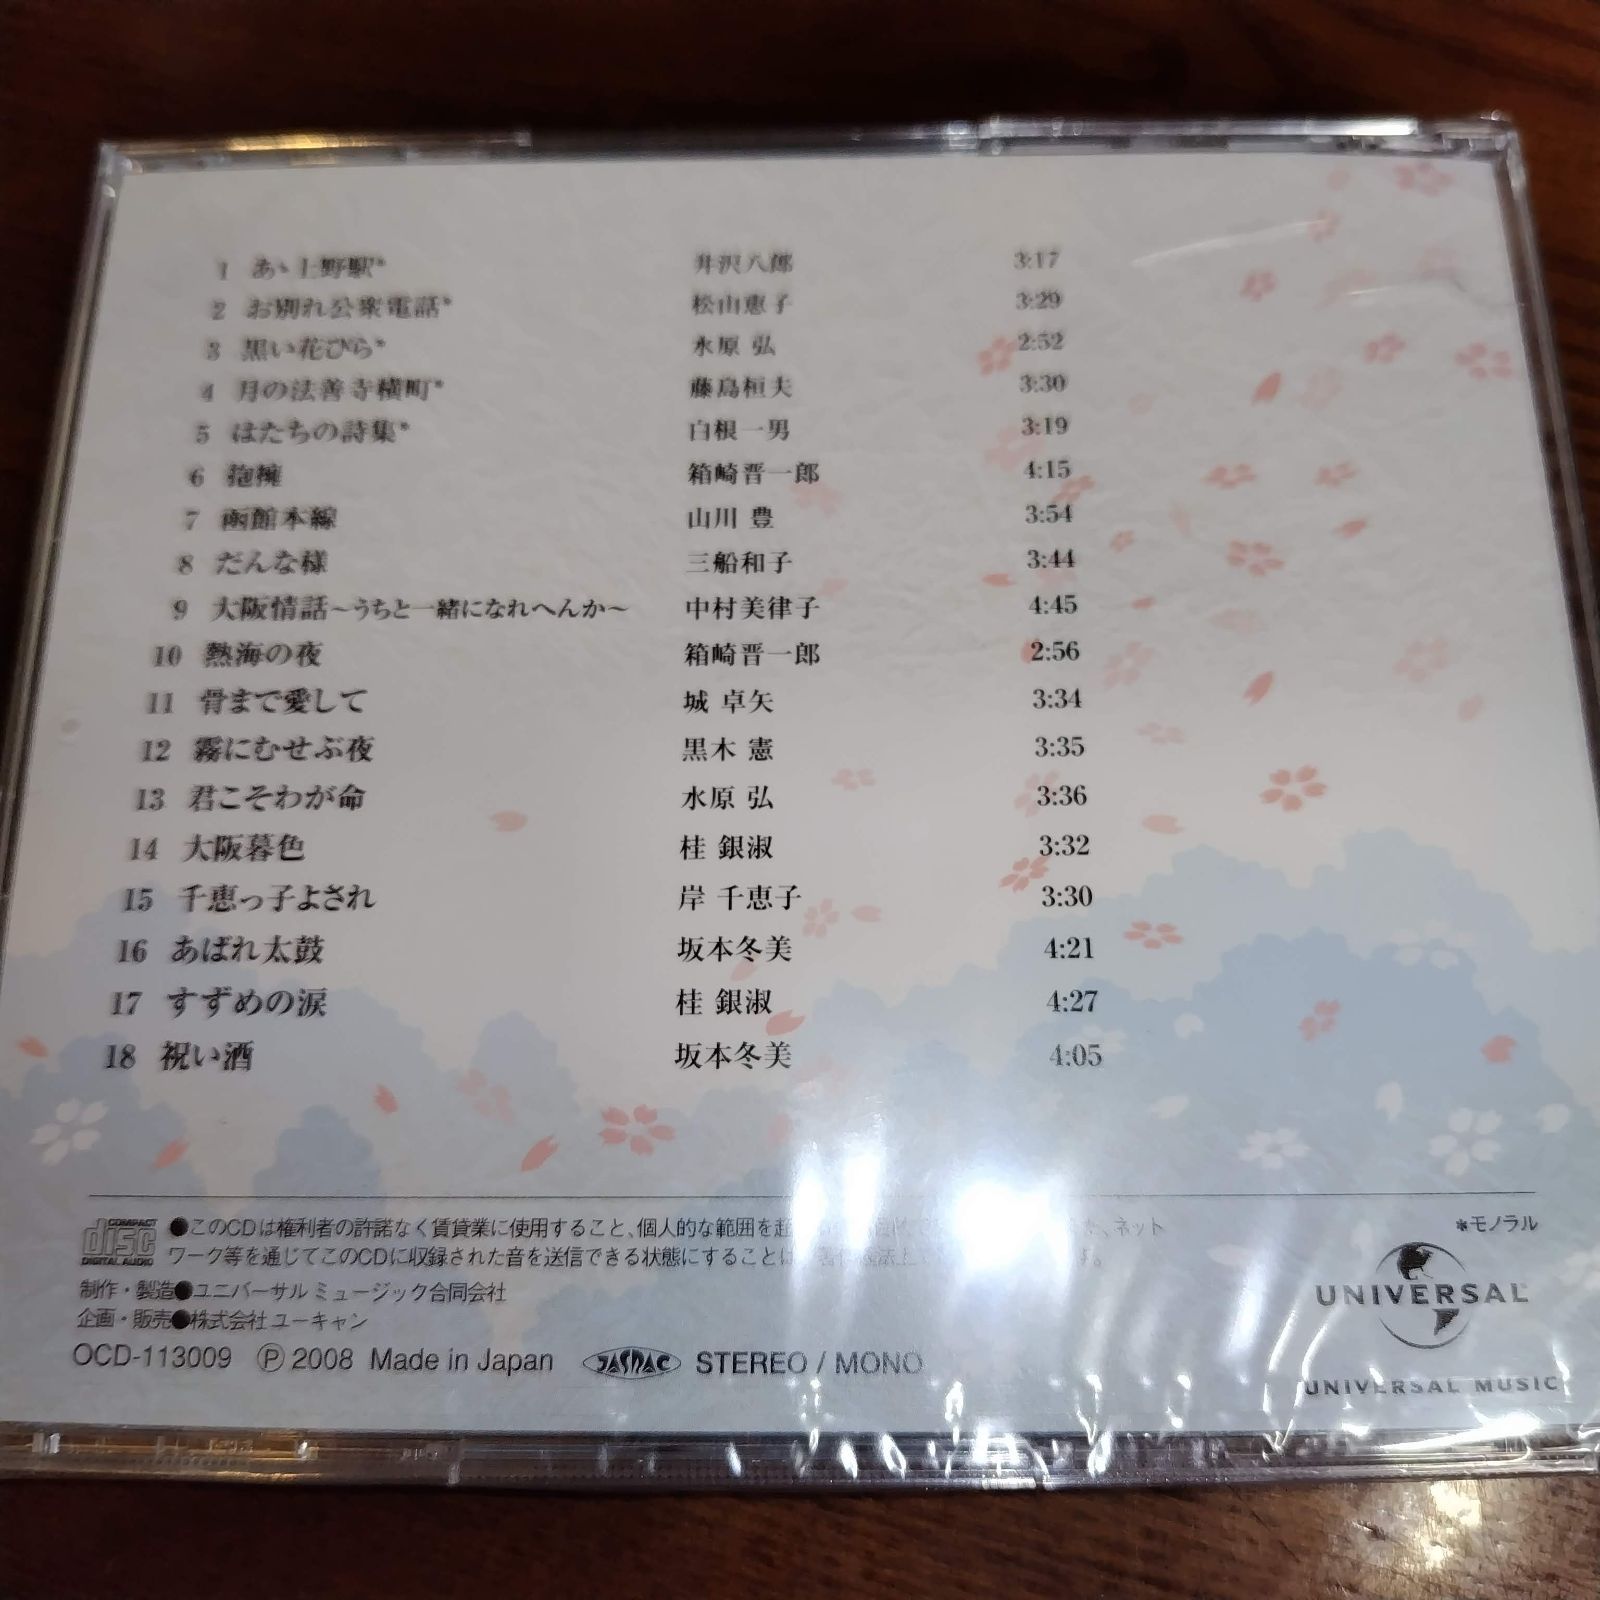 1 あゝ上野駅* 井沢八郎 3:17
2 お別れ公衆電話* 松山恵子 3:29
3 黒い花びら* 水原 弘 2:52
4 月の法善寺横町* 藤島桓夫 3:30
5 はたちの詩集* 白根一男 3:19
6 抱擁 箱崎晋一郎 4:15
7 函館本線 山川 豊 3:54
8 だんな様 三船和子 3:44
9 大阪情話～うちと一緒になれへんか～ 中村美律子 4:45
10 熱海の夜 箱崎晋一郎 2:56
11 骨まで愛して 城 卓矢 3:34
12 霧にむせぶ夜 黒木 憲 3:35
13 君こそわが命 水原 弘 3:36
14 大阪暮色 桂 銀淑 3:32
15 千恵っ子よされ 岸 千恵子 3:30
16 あばれ太鼓 坂本冬美 4:21
17 すずめの涙 桂 銀淑 4:27
18 祝い酒 坂本冬美 4:05
*モノラル
COMPACT disc DIGITAL AUDIO
●このCDは権利者の許諾なく賃貸業に使用すること、個人的な範囲を超 ネット
ワーク等を通じてこのCDに収録された音を送信できる状態にすることは、著作権法上 す。
制作・製造●ユニバーサル ミュージック合同会社
企画・販売●株式会社 ユーキャン
OCD-113009 Ⓟ 2008 Made in Japan JASRAC STEREO / MONO
UNIVERSAL
UNIVERSAL MUSIC